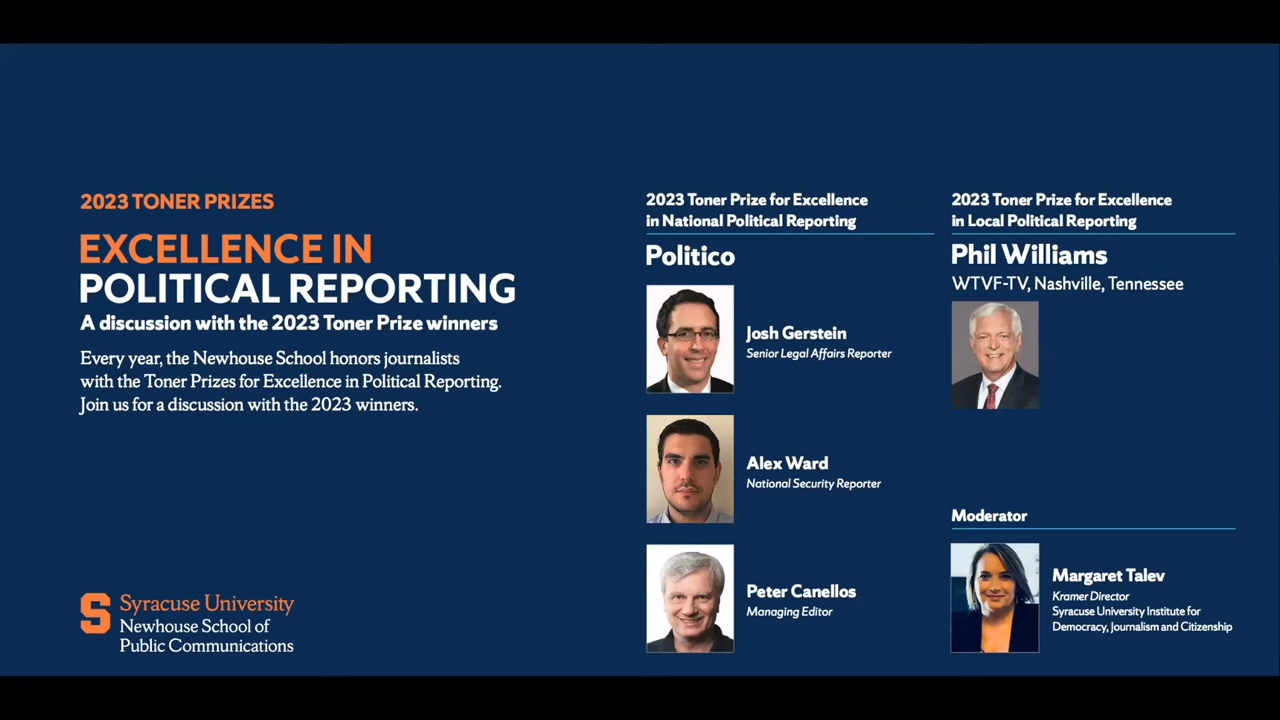 2023 TONER PRIZES
EXCELLENCE IN
POLITICAL REPORTING
A discussion with the 2023 Toner Prize winners
Every year, the Newhouse School honors journalists
with the Toner Prizes for Excellence in Political Reporting.
Join us for a discussion with the 2023 winners.
S
Syracuse University
Newhouse School of
Public Communications
2023 Toner Prize for Excellence
in National Political Reporting
Politico
Josh Gerstein
Senior Legal Affairs Reporter
Alex Ward
National Security Reporter
Peter Canellos
Managing Editor
2023 Toner Prize for Excellence
in Local Political Reporting
Phil Williams
WTVF-TV, Nashville, Tennessee
Moderator
Margaret Talev
Kramer Director
Syracuse University Institute for
Democracy, Journalism and Citizenship